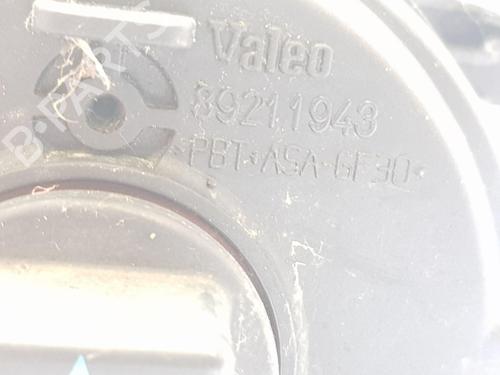 Valeo
89211943
>PBT+ASA-GF30<
B-PARTS